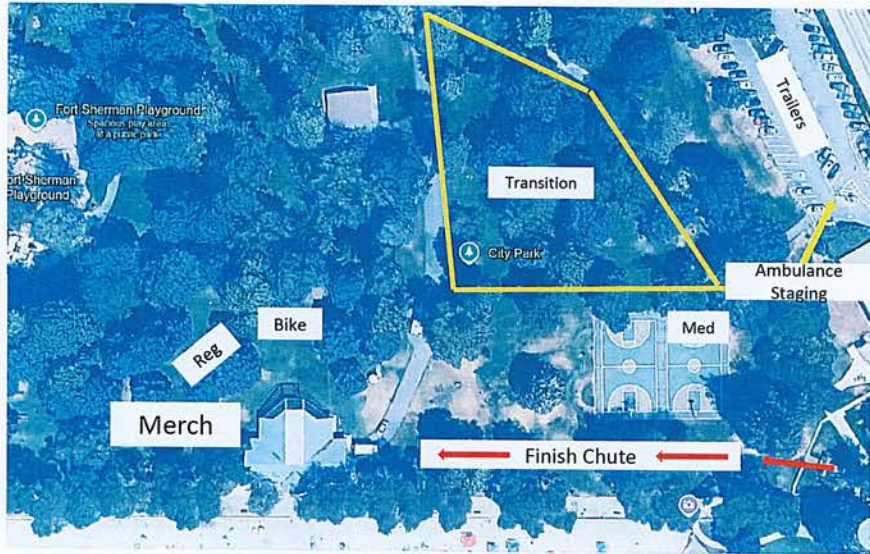 Fort Sherman Playground
Spacious play area
in a public park
Trailers
ort Sherman
Playground
Transition
City Park
Ambulance
Staging
Bike
Med
Reg
Merch
Finish Chute